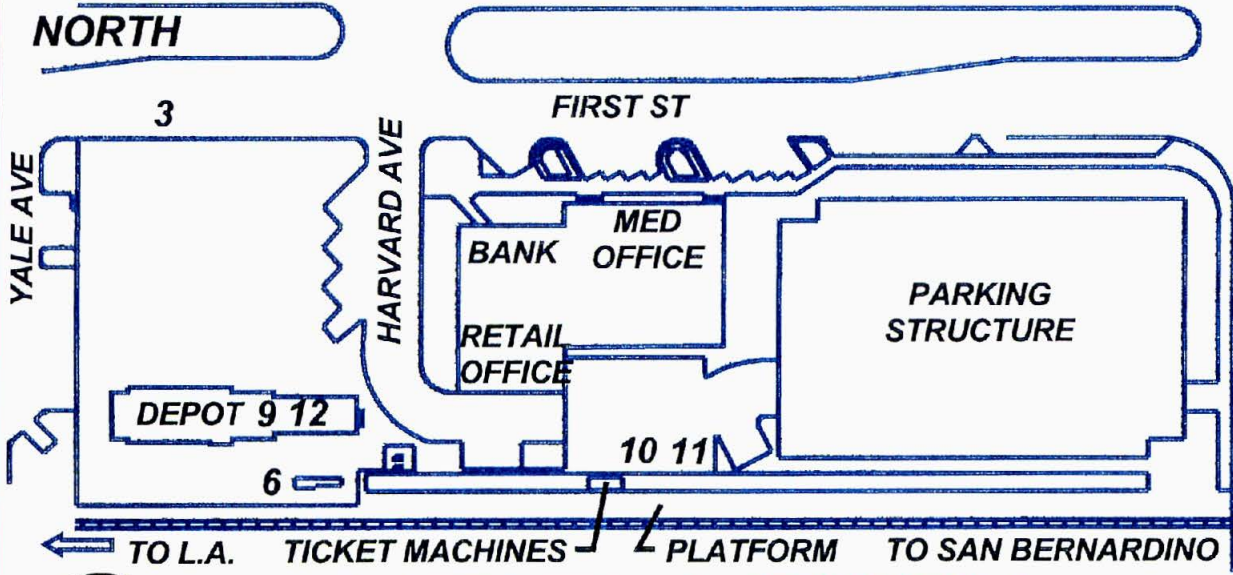 NORTH
3
FIRST ST
YALE AVE
HARVARD AVE
BANK
MED
OFFICE
PARKING
STRUCTURE
RETAIL
OFFICE
DEPOT 9 12
10 11
6
TO L.A.
TICKET MACHINES
PLATFORM
TO SAN BERNARDINO